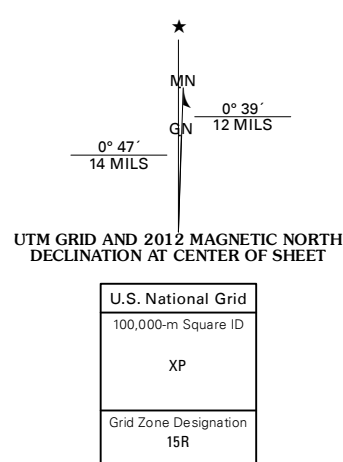 ★
MN
0° 39´
12 MILS
GN
0° 47´
14 MILS
UTM GRID AND 2012 MAGNETIC NORTH
DECLINATION AT CENTER OF SHEET
U.S. National Grid
100,000-m Square ID
XP
Grid Zone Designation
15R